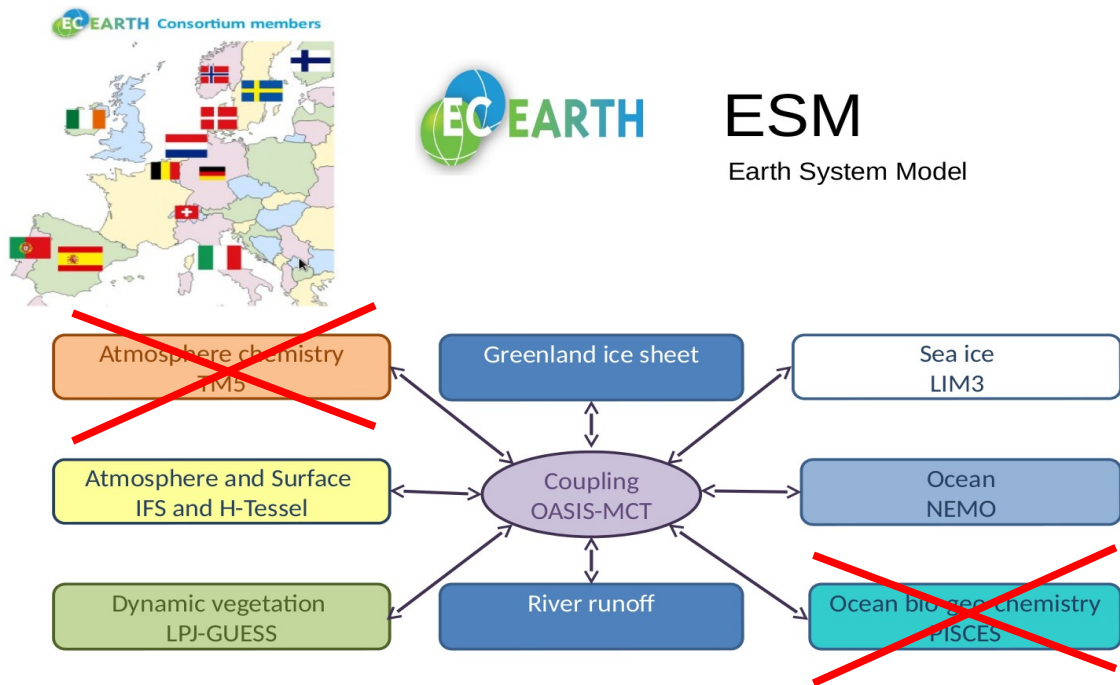 EC EARTH Consortium members
EC EARTH
ESM
Earth System Model
Atmosphere chemistry
TM5
Greenland ice sheet
Sea ice
LIM3
Atmosphere and Surface
IFS and H-Tessel
Coupling
OASIS-MCT
Ocean
NEMO
Dynamic vegetation
LPJ-GUESS
River runoff
Ocean bio-geo-chemistry
PISCES